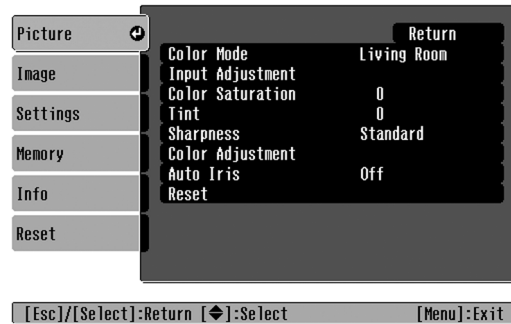 Picture
Image
Settings
Memory
Info
Reset
Return
Color Mode Living Room
Input Adjustment
Color Saturation 0
Tint 0
Sharpness Standard
Color Adjustment
Auto Iris Off
Reset
[Esc]/[Select]:Return [◆]:Select [Menu]:Exit